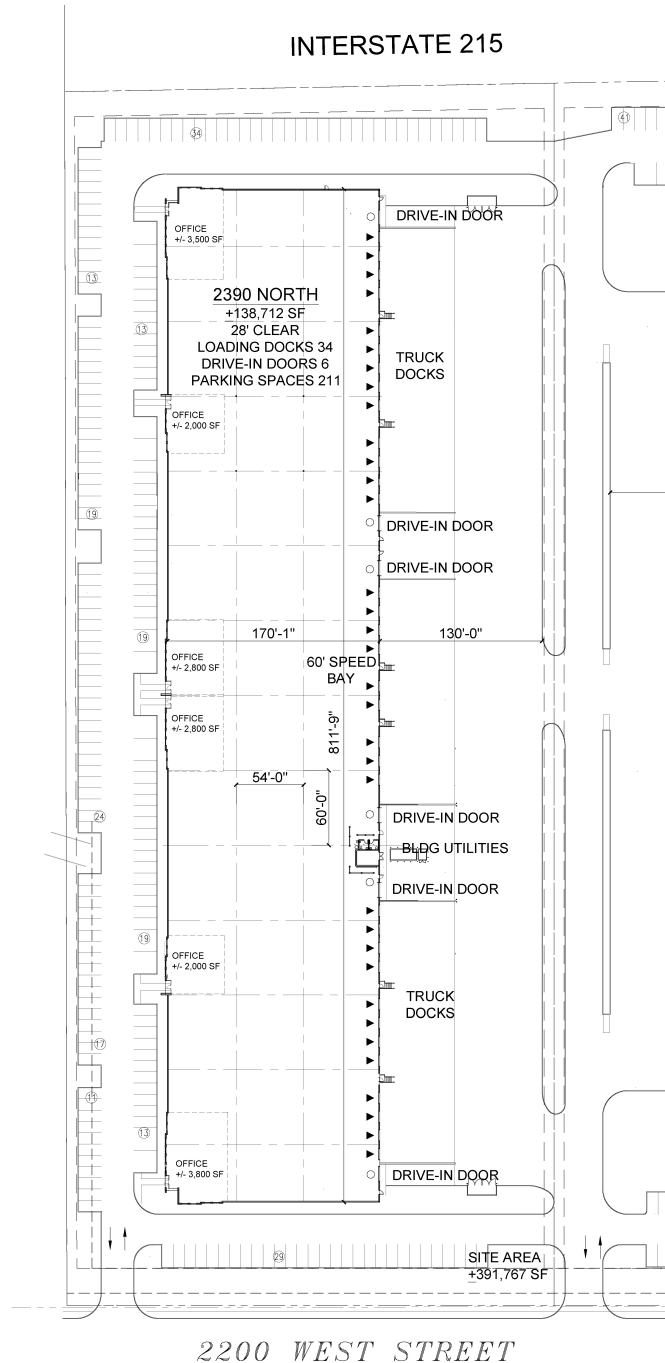 INTERSTATE 215
34
41
DRIVE-IN DOOR
OFFICE
+/- 3,500 SF
13
2390 NORTH
+138,712 SF
28' CLEAR
LOADING DOCKS 34
DRIVE-IN DOORS 6
PARKING SPACES 211
13
TRUCK
DOCKS
OFFICE
+/- 2,000 SF
19
DRIVE-IN DOOR
DRIVE-IN DOOR
19
170'-1"
130'-0"
OFFICE
+/- 2,800 SF
60' SPEED
BAY
OFFICE
+/- 2,800 SF
811'-9"
54'-0"
60'-0"
24
DRIVE-IN DOOR
BLDG UTILITIES
DRIVE-IN DOOR
19
OFFICE
+/- 2,000 SF
TRUCK
DOCKS
17
11
13
OFFICE
+/- 3,800 SF
DRIVE-IN DOOR
29
SITE AREA
+391,767 SF
2200 WEST STREET